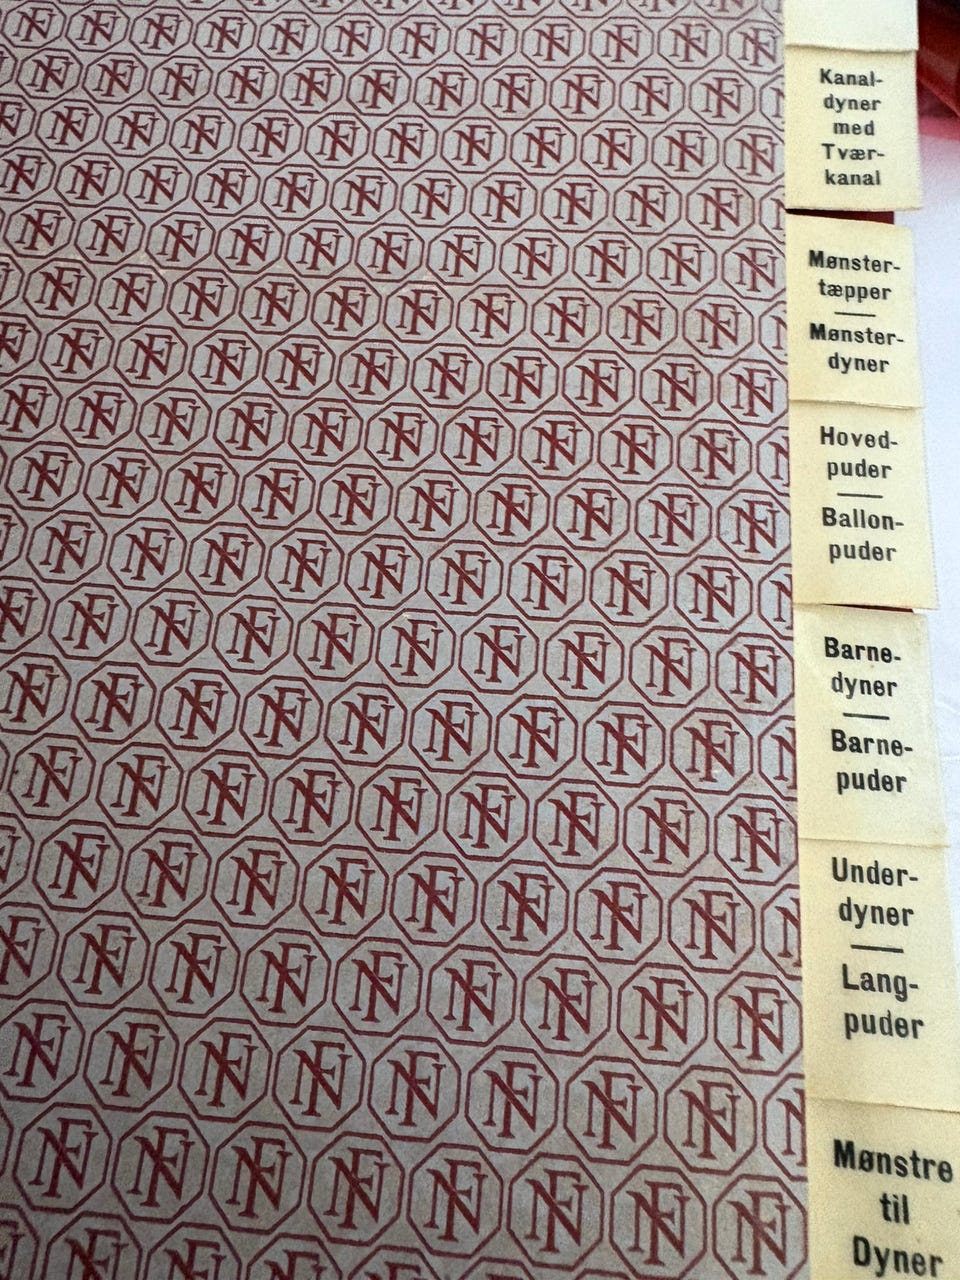 Kanal-
dyner
med
Tvær-
kanal
Mønster-
tæpper
Mønster-
dyner
Hoved-
puder
Ballon-
puder
Barne-
dyner
Barne-
puder
Under-
dyner
Lang-
puder
Mønstre
til
Dyner